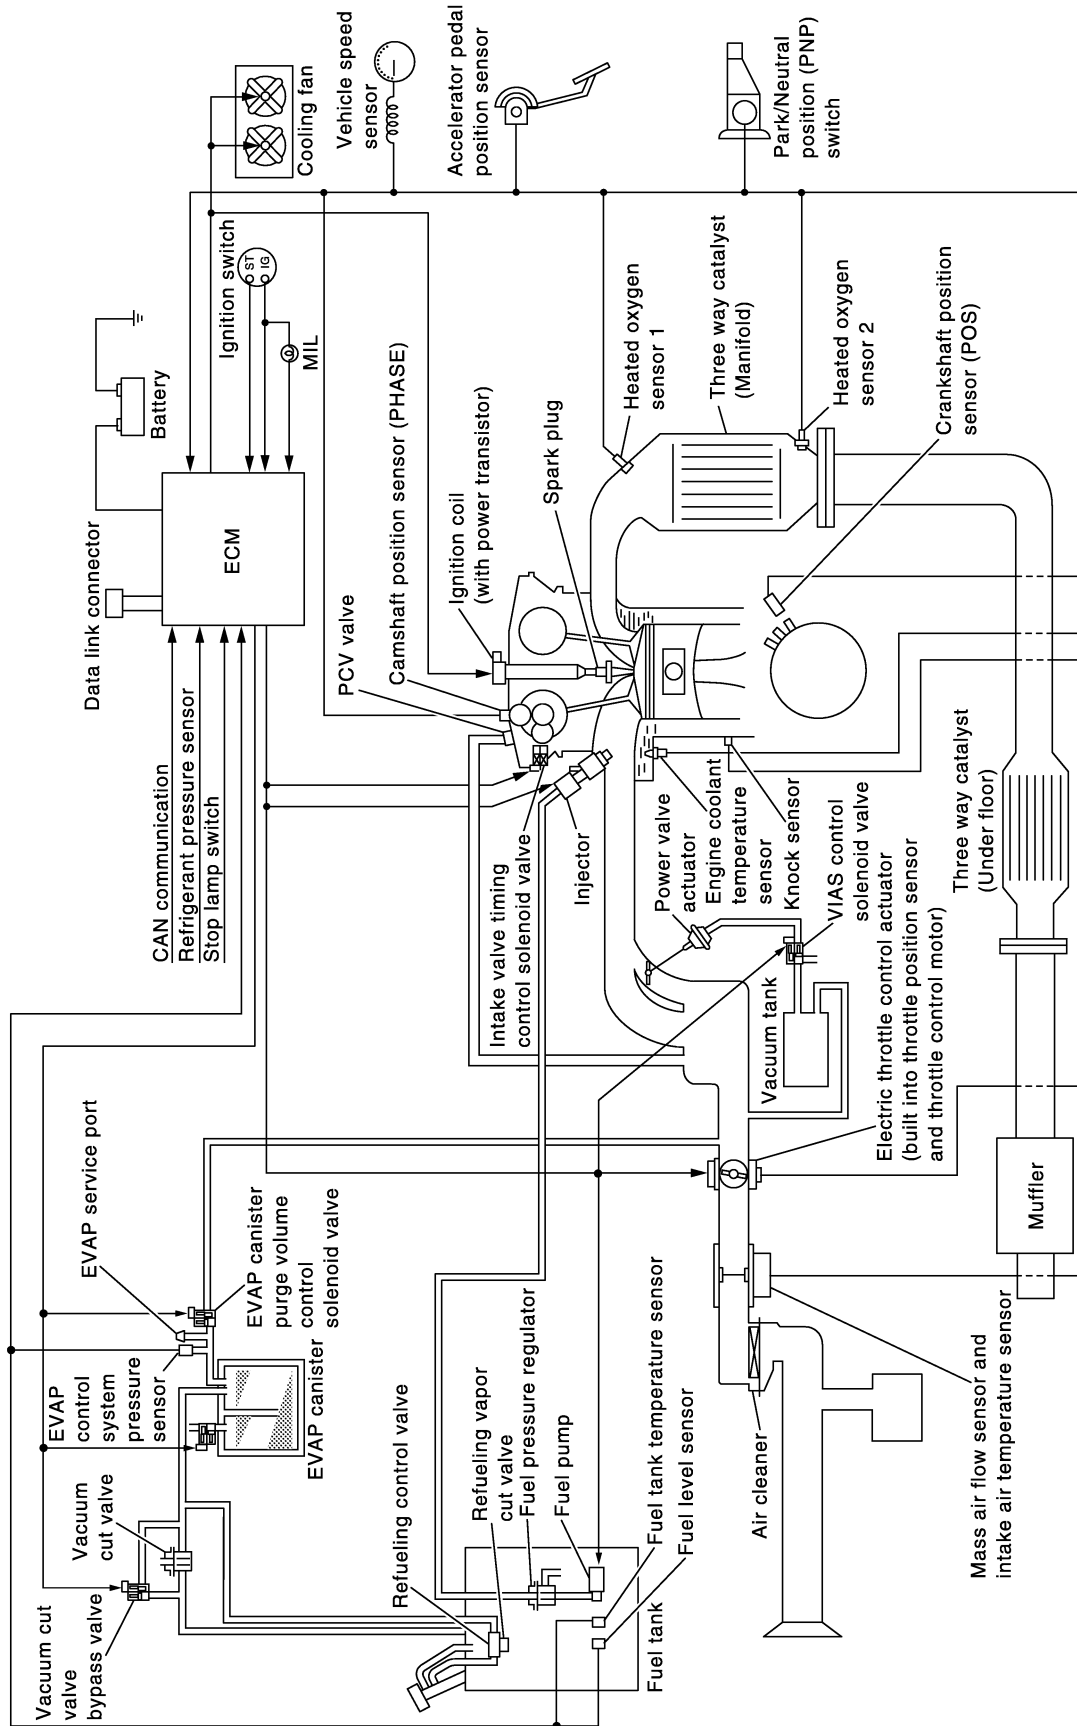 Cooling fan
Vehicle speed
sensor
Accelerator pedal
position sensor
Park/Neutral
position (PNP)
switch
Ignition switch
ST
IG
MIL
Battery
Data link connector
ECM
Heated oxygen
sensor 1
Three way catalyst
(Manifold)
Heated oxygen
sensor 2
Crankshaft position
sensor (POS)
Spark plug
Ignition coil
(with power transistor)
Camshaft position sensor (PHASE)
PCV valve
CAN communication
Refrigerant pressure sensor
Stop lamp switch
Intake valve timing
control solenoid valve
Injector
Power valve
actuator
Engine coolant
temperature
sensor
Knock sensor
VIAS control
solenoid valve
Three way catalyst
(Under floor)
Vacuum tank
Electric throttle control actuator
(built into throttle position sensor
and throttle control motor)
Muffler
EVAP service port
EVAP canister
purge volume
control
solenoid valve
EVAP
control
system
pressure
sensor
EVAP canister
Vacuum
cut valve
Vacuum cut
valve
bypass valve
Refueling control valve
Refueling vapor
cut valve
Fuel pressure regulator
Fuel pump
Fuel tank temperature sensor
Fuel level sensor
Fuel tank
Air cleaner
Mass air flow sensor and
intake air temperature sensor